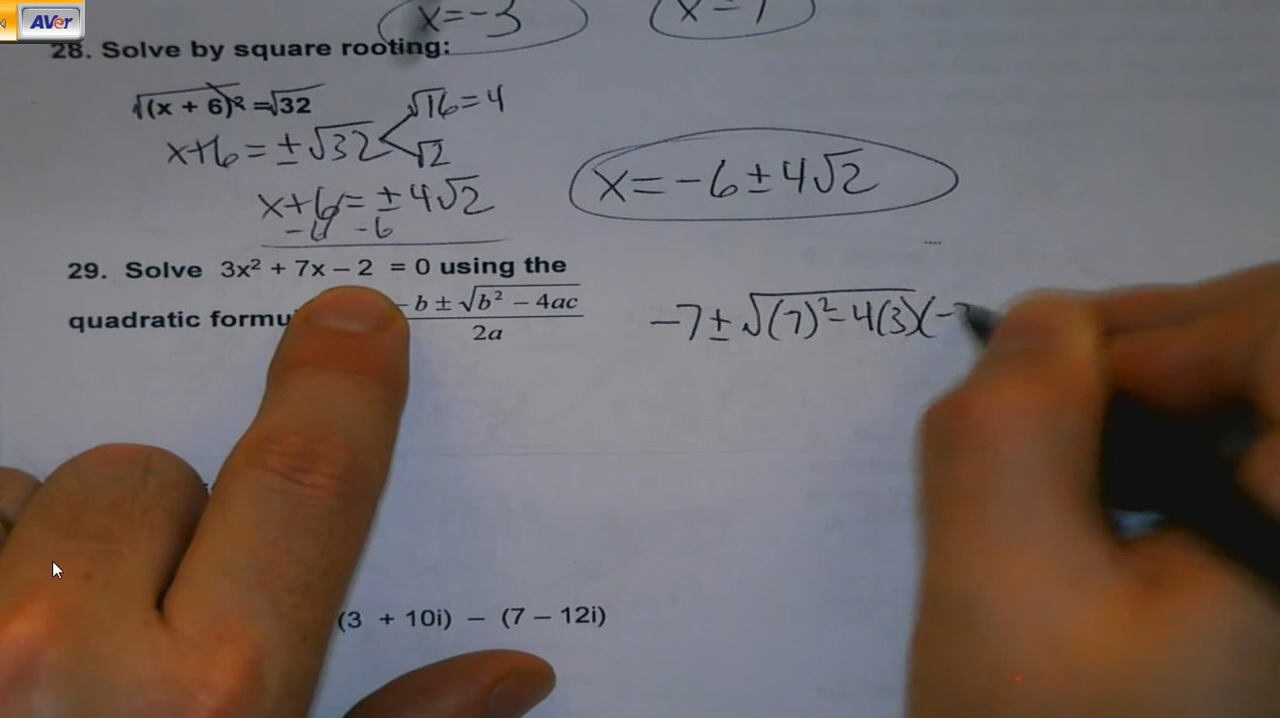 AVer
x=-3
x=-1
28. Solve by square rooting:
√(x + 6)² = √32
√16 = 4
x+6 = ±√32
√2
x+6 = ±4√2
-6 -6
x = -6 ± 4√2
29. Solve 3x² + 7x – 2 = 0 using the
quadratic formu
- b ± √b² - 4ac
2a
-7 ± √(7)² - 4(3)(-2
(3 + 10i) – (7 – 12i)